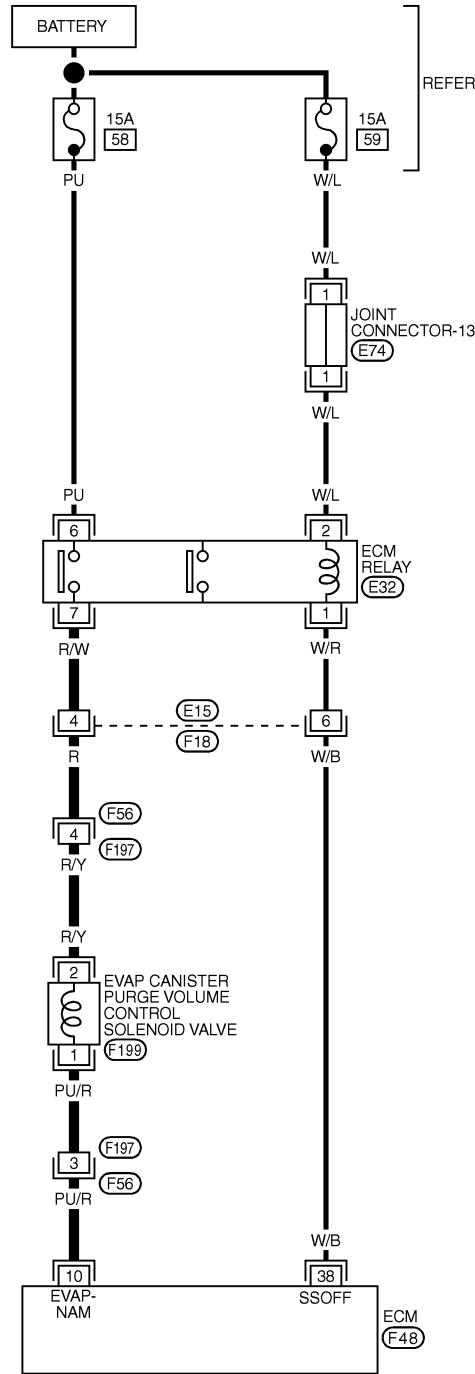 BATTERY
REFER
15A
58
15A
59
PU
W/L
W/L
1
JOINT
CONNECTOR-13
E74
1
W/L
PU
W/L
6
2
ECM
RELAY
E32
7
1
R/W
W/R
4
E15
6
F18
R
W/B
F56
4
F197
R/Y
R/Y
2
EVAP CANISTER
PURGE VOLUME
CONTROL
SOLENOID VALVE
F199
1
PU/R
F197
3
F56
PU/R
W/B
10
38
EVAP-
NAM
SSOFF
ECM
F48